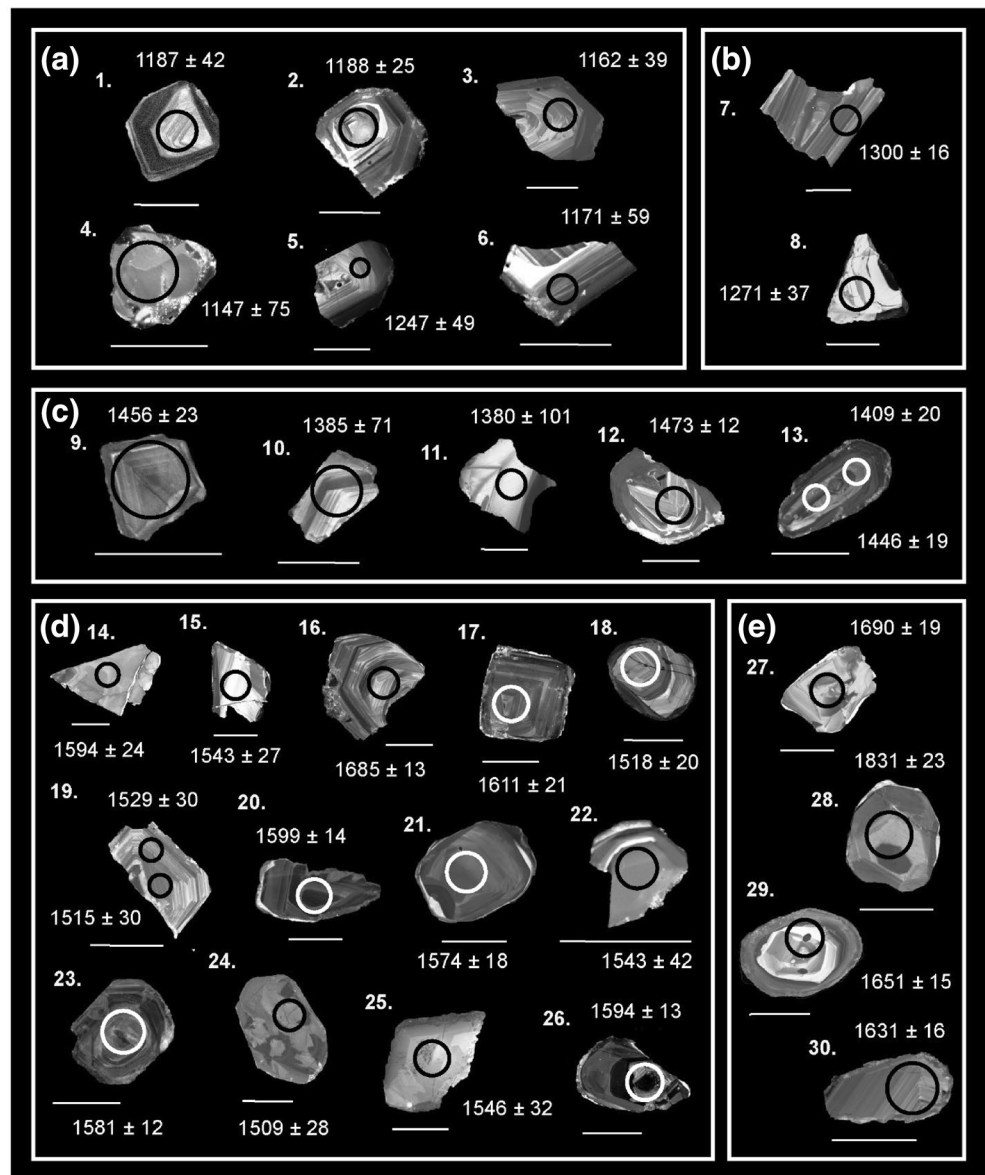 (a)
1187 ± 42
1188 ± 25
1162 ± 39
1.
2.
3.
4.
5.
6.
1171 ± 59
1147 ± 75
1247 ± 49
(b)
7.
1300 ± 16
8.
1271 ± 37
(c)
1456 ± 23
1385 ± 71
1380 ± 101
1473 ± 12
1409 ± 20
9.
10.
11.
12.
13.
1446 ± 19
(d)
14.
15.
16.
17.
18.
1594 ± 24
1543 ± 27
1685 ± 13
1611 ± 21
1518 ± 20
19.
1529 ± 30
20.
1599 ± 14
21.
22.
1515 ± 30
1574 ± 18
1543 ± 42
23.
24.
25.
26.
1594 ± 13
1581 ± 12
1509 ± 28
1546 ± 32
(e)
1690 ± 19
27.
1831 ± 23
28.
29.
1651 ± 15
1631 ± 16
30.